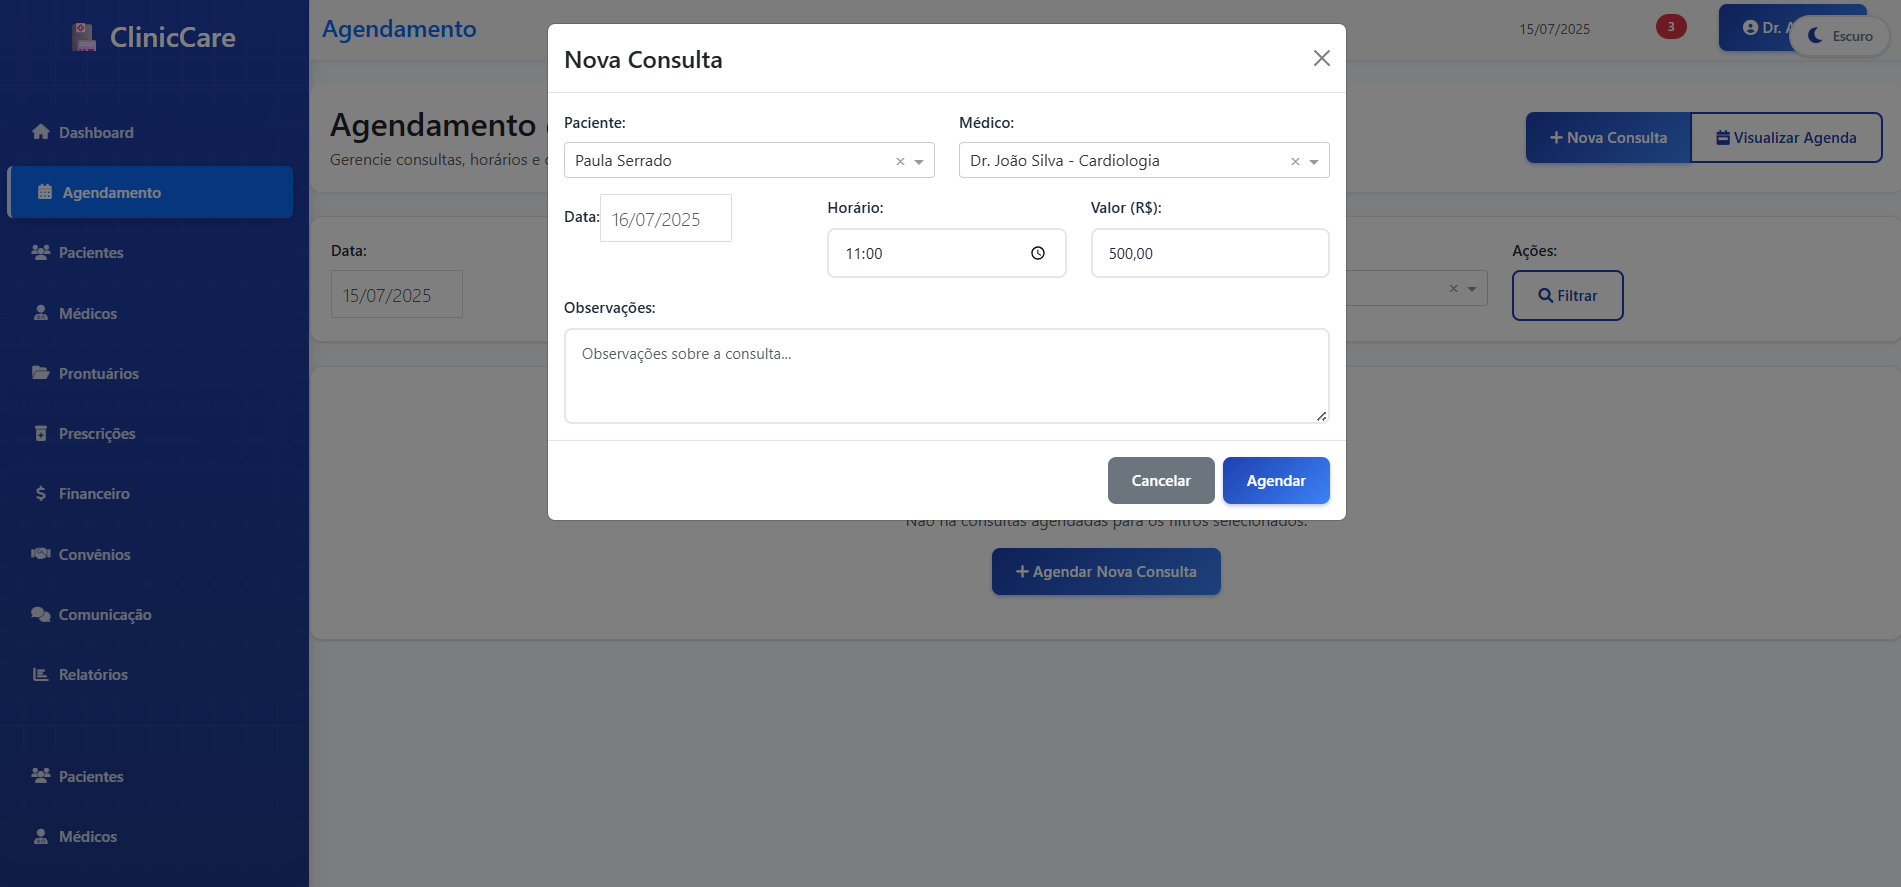 ClinicCare
Dashboard
Agendamento
Pacientes
Médicos
Prontuários
Prescrições
Financeiro
Convênios
Comunicação
Relatórios
Pacientes
Médicos
Agendamento
15/07/2025
3
Dr.
Escuro
Agendamento
Gerencie consultas, horários e
Nova Consulta
Visualizar Agenda
Data:
15/07/2025
×
Ações:
Filtrar
Nova Consulta
Paciente:
Paula Serrado ×
Médico:
Dr. João Silva - Cardiologia ×
Data: 16/07/2025
Horário:
11:00
Valor (R$):
500,00
Observações:
Observações sobre a consulta...
Cancelar
Agendar
Não há consultas agendadas para os filtros selecionados.
Agendar Nova Consulta